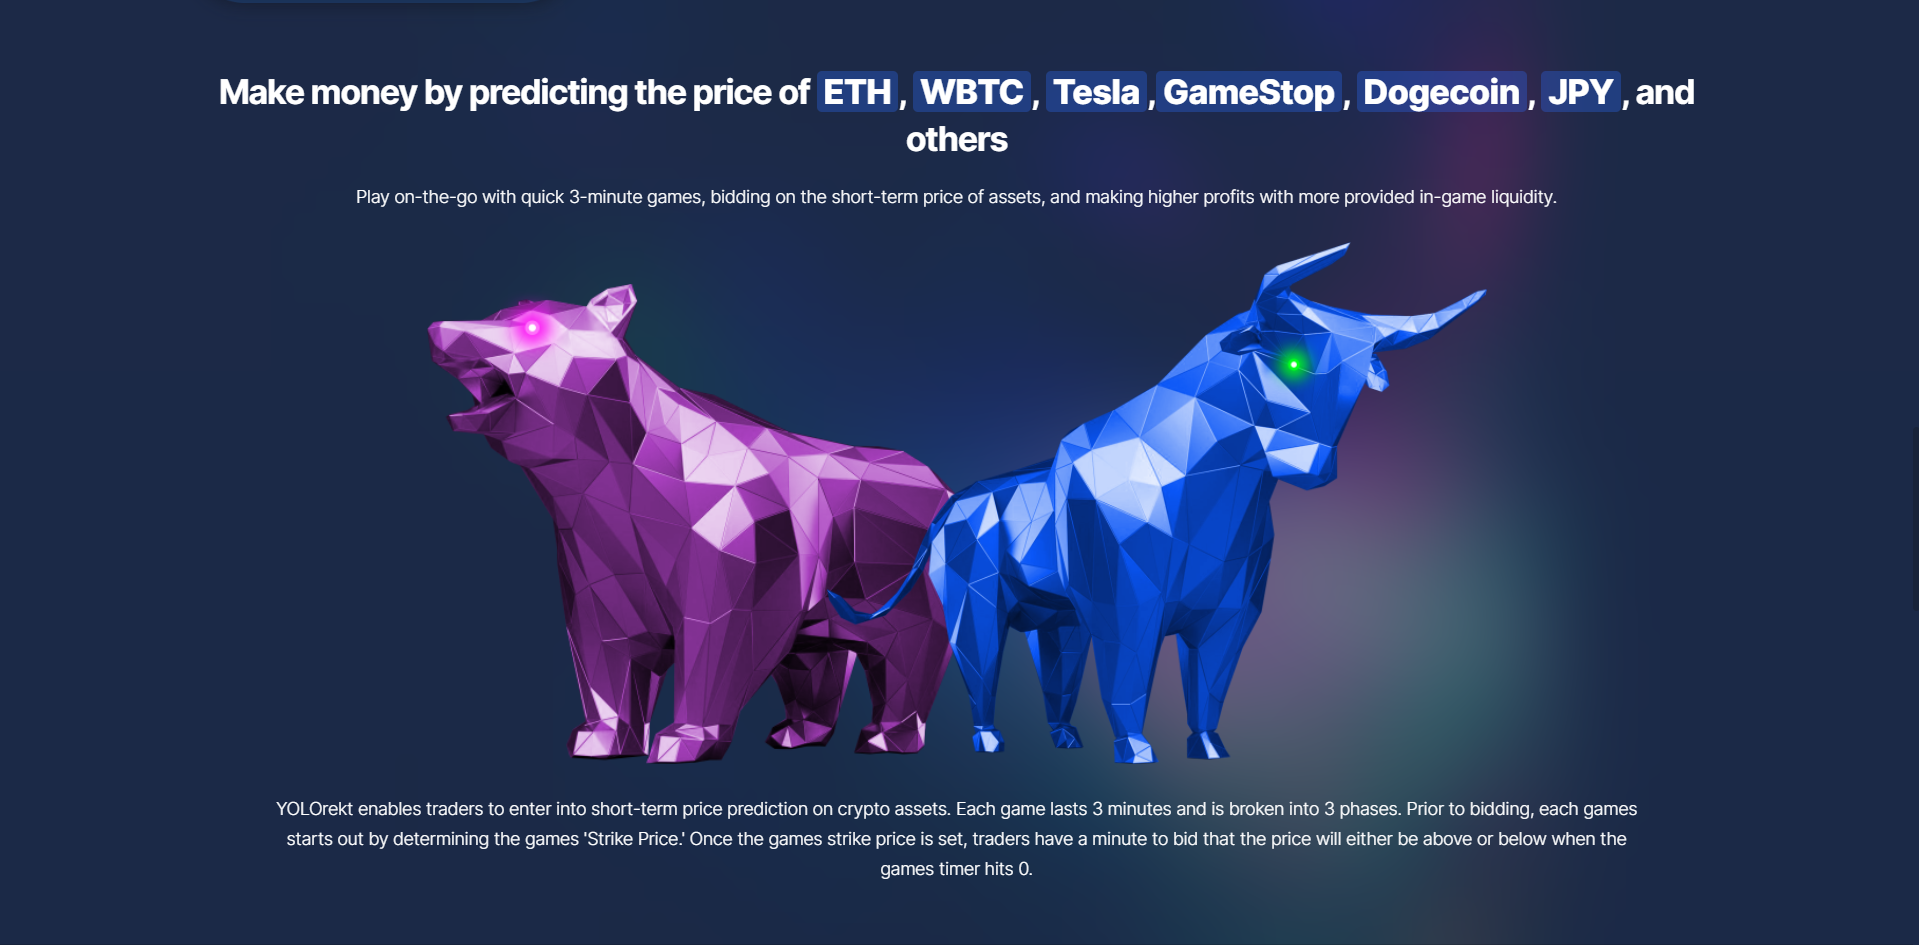 Make money by predicting the price of ETH, WBTC, Tesla, GameStop, Dogecoin, JPY, and
others
Play on-the-go with quick 3-minute games, bidding on the short-term price of assets, and making higher profits with more provided in-game liquidity.
YOLOrekt enables traders to enter into short-term price prediction on crypto assets. Each game lasts 3 minutes and is broken into 3 phases. Prior to bidding, each games
starts out by determining the games 'Strike Price.' Once the games strike price is set, traders have a minute to bid that the price will either be above or below when the
games timer hits 0.